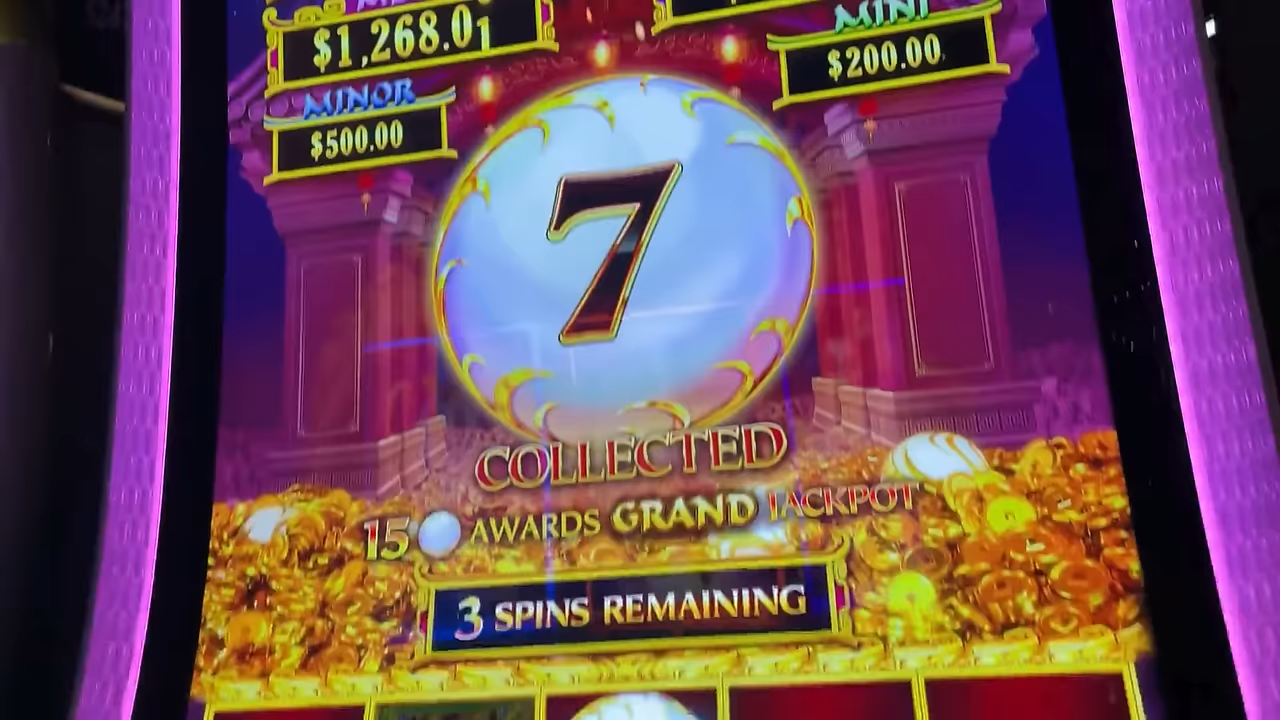 $1,268.01
MINI
$200.00
MINOR
$500.00
7
COLLECTED
15 AWARDS GRAND JACKPOT
3 SPINS REMAINING